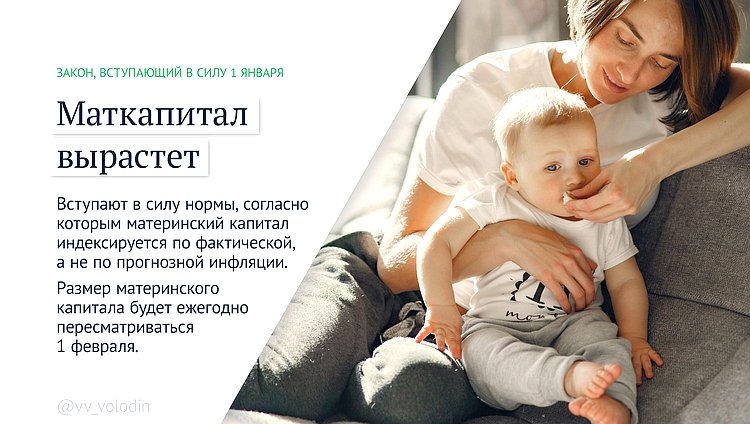 ЗАКОН, ВСТУПАЮЩИЙ В СИЛУ 1 ЯНВАРЯ
Маткапитал
вырастет
Вступают в силу нормы, согласно
которым материнский капитал
индексируется по фактической,
а не по прогнозной инфляции.
Размер материнского
капитала будет ежегодно
пересматриваться
1 февраля.
@vv_volodin